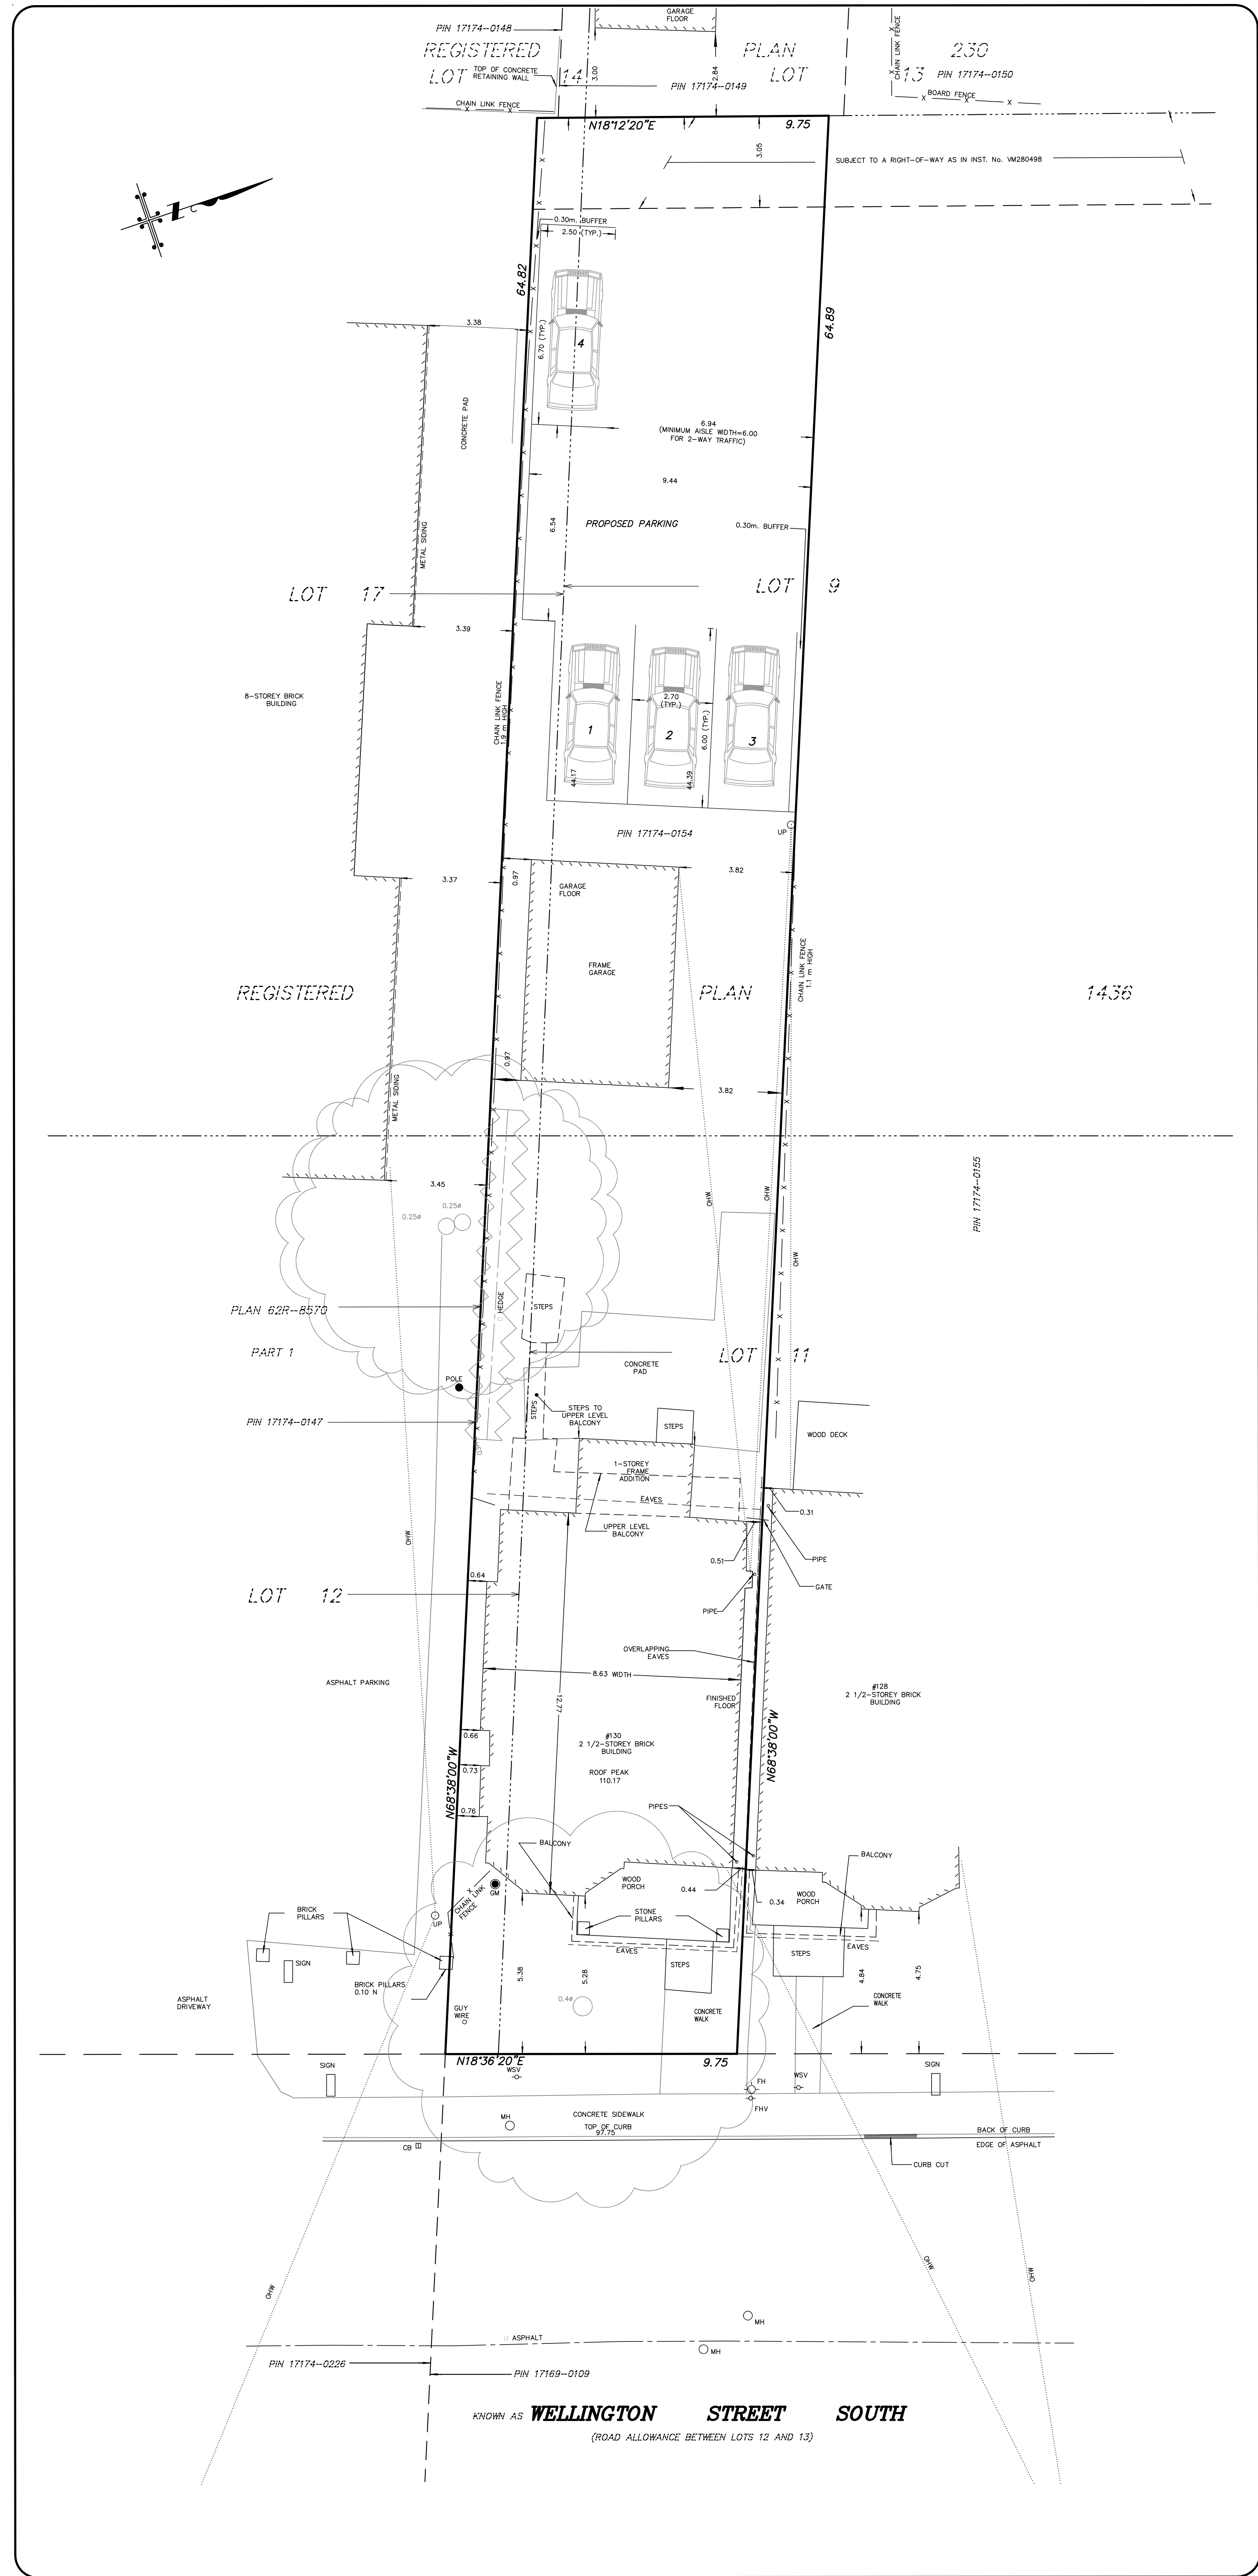 PIN 17174-0148
GARAGE
FLOOR
CHAIN LINK FENCE
REGISTERED PLAN 230
LOT 14 LOT 13
TOP OF CONCRETE
RETAINING WALL
3.00
2.84
PIN 17174-0149
PIN 17174-0150
BOARD FENCE
CHAIN LINK FENCE
N18°12'20"E
9.75
3.05
SUBJECT TO A RIGHT-OF-WAY AS IN INST. No. VM280498
0.30m. BUFFER
2.50 (TYP.)
64.82
64.89
3.38
6.70 (TYP.)
4
CONCRETE PAD
6.94
(MINIMUM AISLE WIDTH=6.00
FOR 2-WAY TRAFFIC)
9.44
6.54
PROPOSED PARKING
0.30m. BUFFER
METAL SIDING
LOT 17
LOT 9
3.39
8-STOREY BRICK
BUILDING
CHAIN LINK FENCE
1.9 m HIGH
2.70
(TYP.)
6.00 (TYP.)
1
2
3
44.17
44.39
PIN 17174-0154
UP
3.37
0.97
GARAGE
FLOOR
3.82
FRAME
GARAGE
CHAIN LINK FENCE
1.1 m HIGH
REGISTERED PLAN 1436
0.97
3.82
METAL SIDING
3.45
OHW
OHW
PIN 17174-0155
0.25ø
0.25ø
OHW
HEDGE
STEPS
PLAN 62R-8570
PART 1
CONCRETE
PAD
LOT 11
POLE
STEPS
STEPS TO
UPPER LEVEL
BALCONY
STEPS
PIN 17174-0147
WOOD DECK
1-STOREY
FRAME
ADDITION
EAVES
0.31
UPPER LEVEL
BALCONY
OHW
0.51
PIPE
0.64
GATE
LOT 12
PIPE
OVERLAPPING
EAVES
8.63 WIDTH
ASPHALT PARKING
12.77
FINISHED
FLOOR
#128
2 1/2-STOREY BRICK
BUILDING
0.66
#130
2 1/2-STOREY BRICK
BUILDING
N68°38'00"W
N68°38'00"W
0.73
ROOF PEAK
110.17
0.76
PIPES
BALCONY
BALCONY
WOOD
PORCH
GM
CHAIN LINK
FENCE
0.44
WOOD
PORCH
0.34
BRICK
PILLARS
UP
STONE
PILLARS
EAVES
EAVES
STEPS
STEPS
SIGN
5.38
5.28
4.84
4.75
BRICK PILLARS
0.10 N
ASPHALT
DRIVEWAY
0.4ø
GUY
WIRE
CONCRETE
WALK
CONCRETE
WALK
N18°36'20"E
9.75
SIGN
WSV
FH
WSV
SIGN
FHV
CONCRETE SIDEWALK
MH
TOP OF CURB
97.75
BACK OF CURB
CB
EDGE OF ASPHALT
CURB CUT
OHW
OHW
OHW
MH
ASPHALT
MH
PIN 17174-0226
PIN 17169-0109
KNOWN AS WELLINGTON STREET SOUTH
(ROAD ALLOWANCE BETWEEN LOTS 12 AND 13)